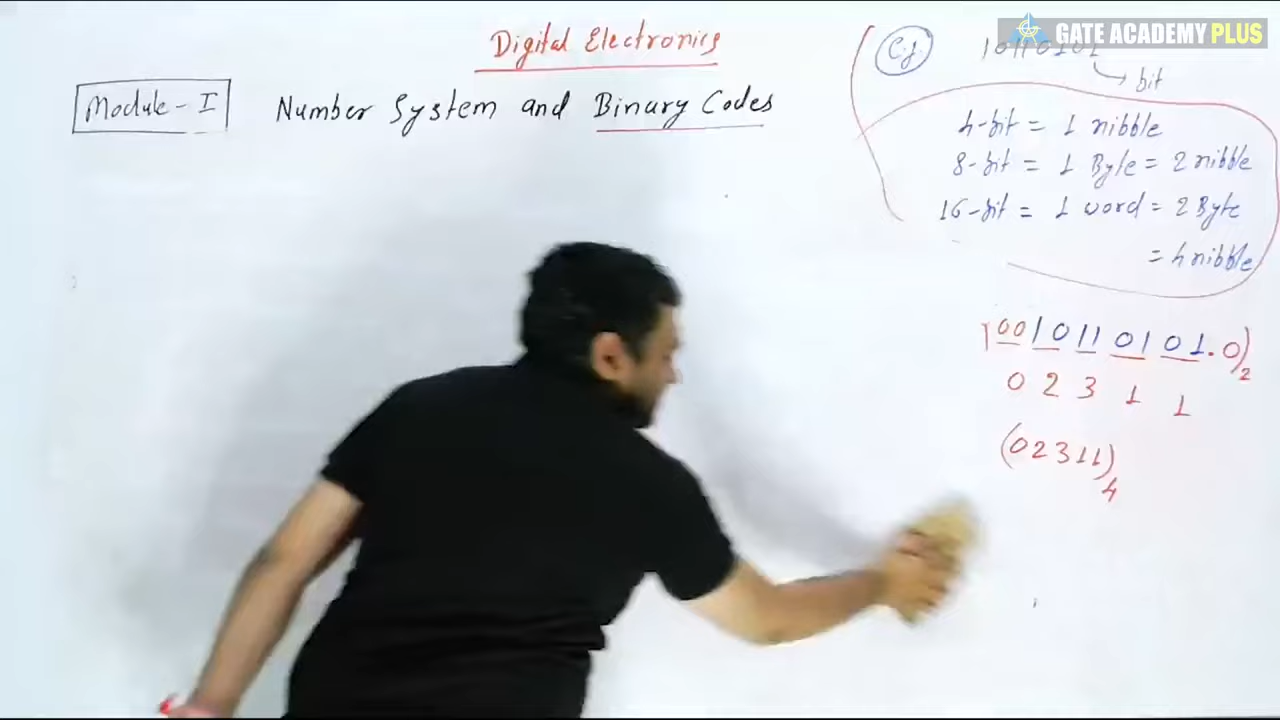 Digital Electronics
Module - I Number System and Binary Codes
GATE ACADEMY PLUS
e.g. 10110101
bit
4-bit = 1 nibble
8-bit = 1 Byte = 2 nibble
16-bit = 1 word = 2 Byte
= 4 nibble
0010110101.0)2
0 2 3 1 1
(02311)4